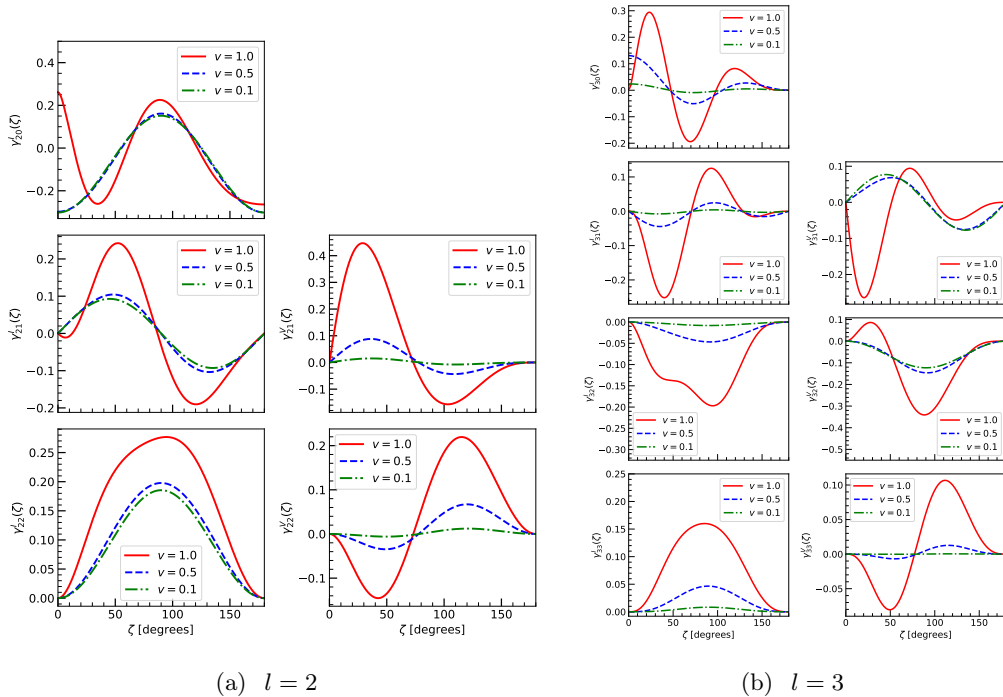 v = 1.0
v = 0.5
v = 0.1
γ^I_20(ζ)
0.4
0.2
0.0
−0.2
v = 1.0
v = 0.5
v = 0.1
γ^I_21(ζ)
0.2
0.1
0.0
−0.1
−0.2
v = 1.0
v = 0.5
v = 0.1
γ^V_21(ζ)
0.4
0.2
0.0
−0.1
v = 1.0
v = 0.5
v = 0.1
γ^I_22(ζ)
0.25
0.20
0.15
0.10
0.05
0.00
0 50 100 150
ζ [degrees]
v = 1.0
v = 0.5
v = 0.1
γ^V_22(ζ)
0.2
0.1
0.0
−0.1
0 50 100 150
ζ [degrees]
(a) l = 2
v = 1.0
v = 0.5
v = 0.1
γ^I_30(ζ)
0.3
0.2
0.1
0.0
−0.1
−0.2
v = 1.0
v = 0.5
v = 0.1
γ^I_31(ζ)
0.1
0.0
−0.1
−0.2
v = 1.0
v = 0.5
v = 0.1
γ^V_31(ζ)
0.1
0.0
−0.1
−0.2
v = 1.0
v = 0.5
v = 0.1
γ^I_32(ζ)
0.00
−0.05
−0.10
−0.15
−0.20
−0.25
−0.30
v = 1.0
v = 0.5
v = 0.1
γ^V_32(ζ)
0.1
0.0
−0.1
−0.2
−0.3
−0.4
−0.5
v = 1.0
v = 0.5
v = 0.1
γ^I_33(ζ)
0.25
0.20
0.15
0.10
0.05
0.00
0 50 100 150
ζ [degrees]
v = 1.0
v = 0.5
v = 0.1
γ^V_33(ζ)
0.10
0.05
0.00
−0.05
0 50 100 150
ζ [degrees]
(b) l = 3